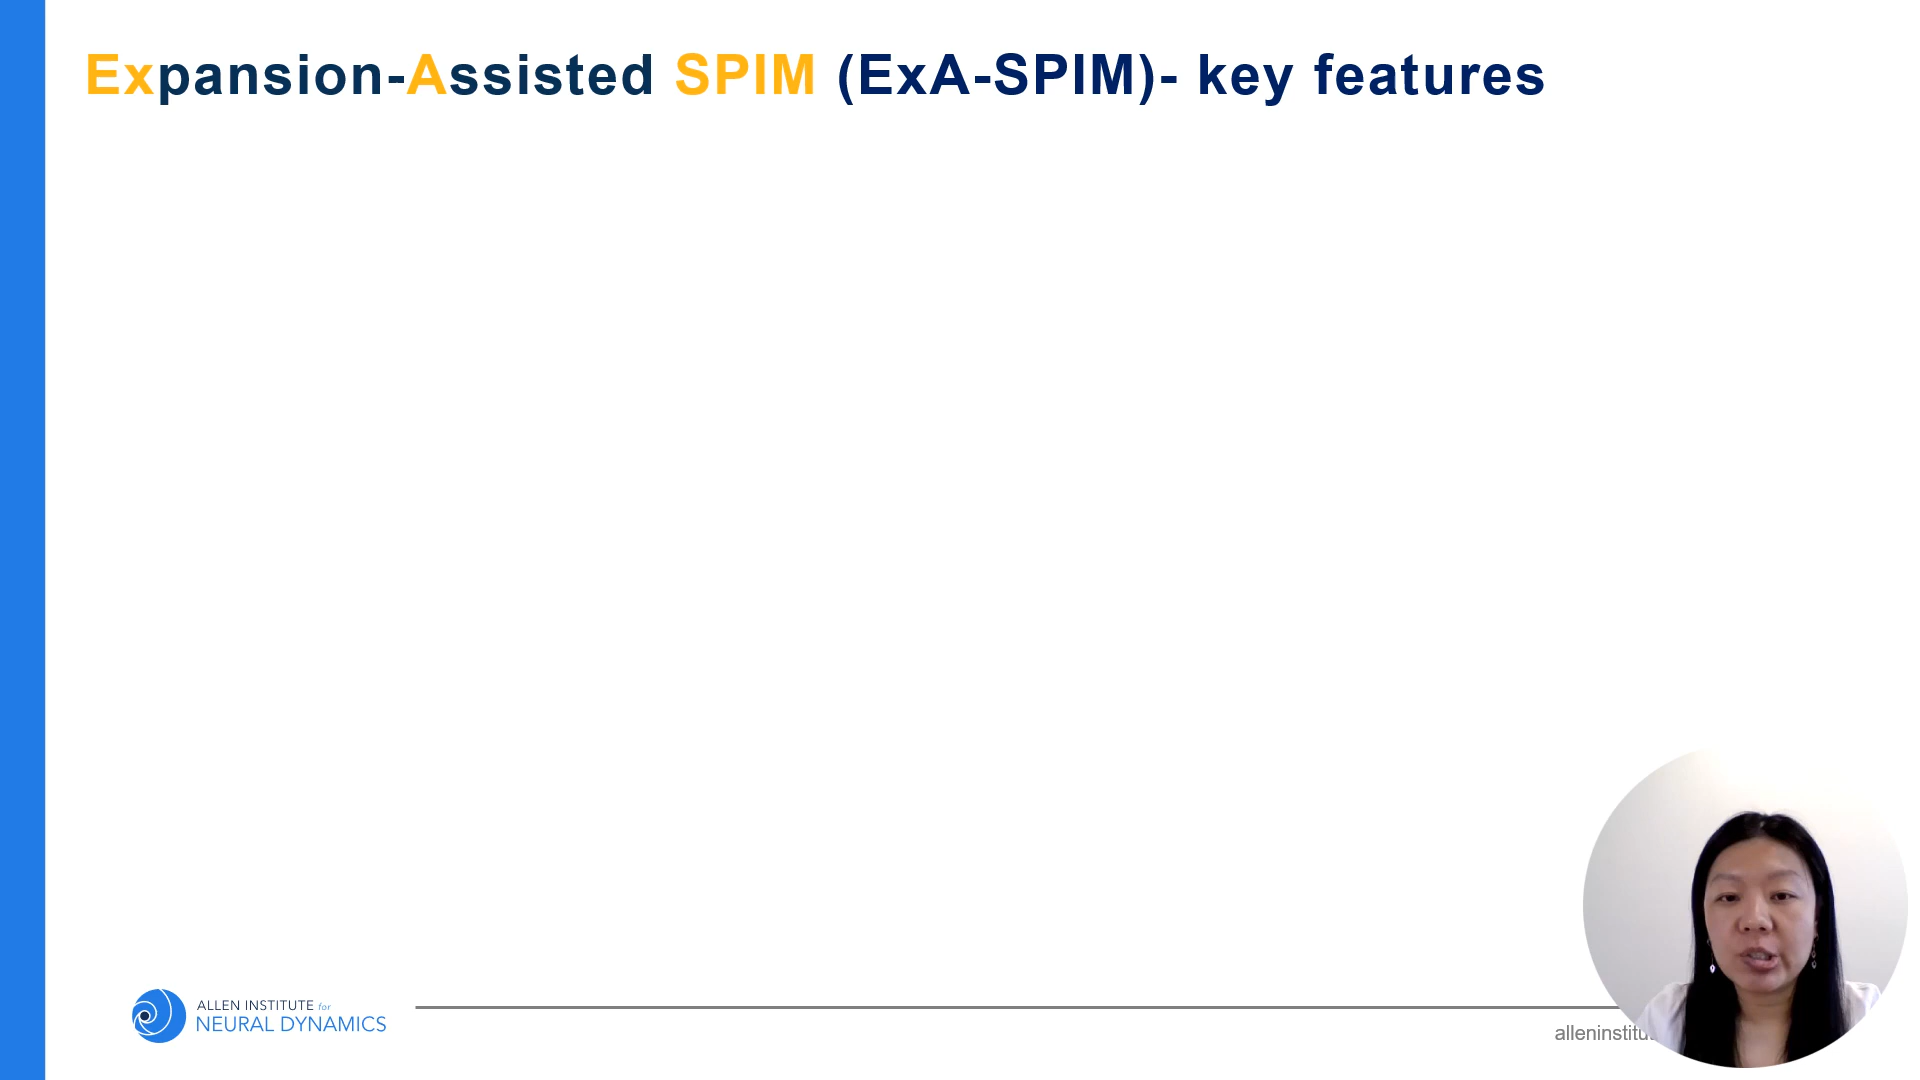 Expansion-Assisted SPIM (ExA-SPIM)- key features
ALLEN INSTITUTE for
NEURAL DYNAMICS